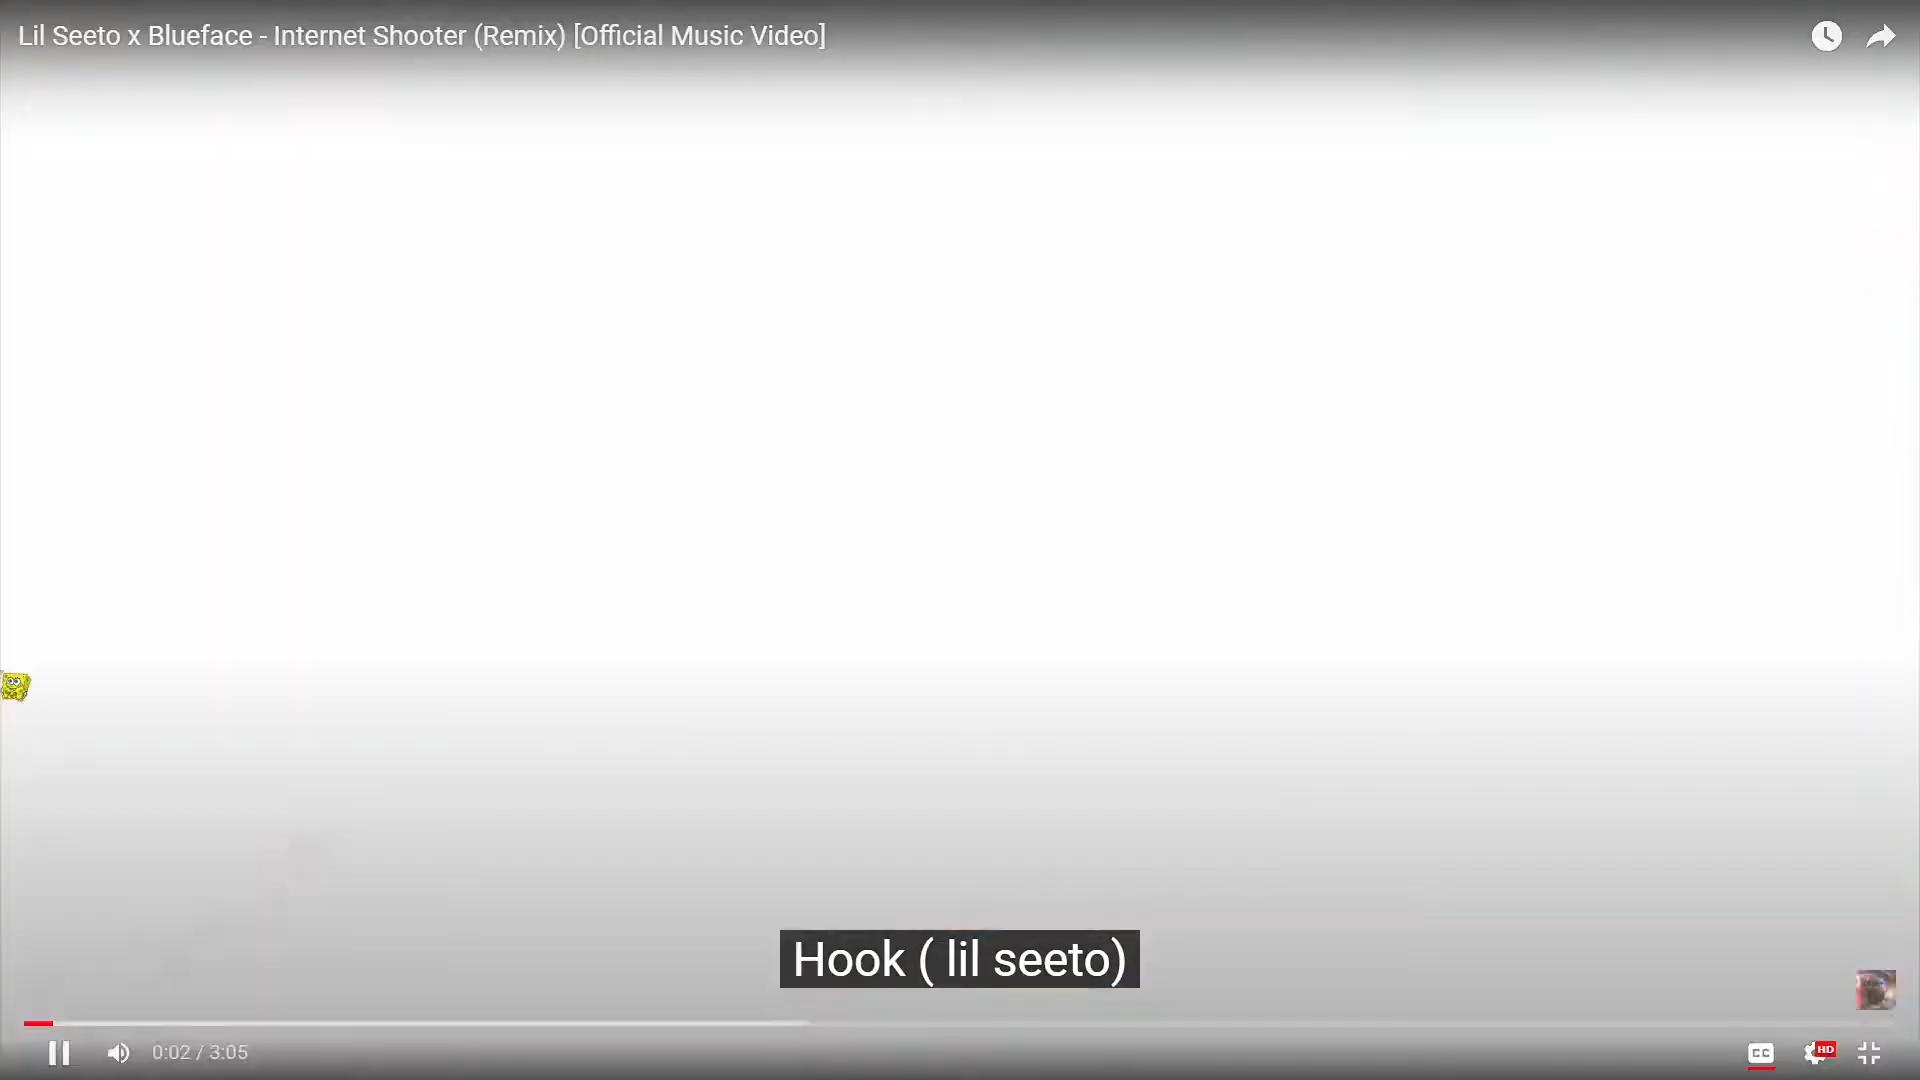 Lil Seeto x Blueface - Internet Shooter (Remix) [Official Music Video]
Hook ( lil seeto)
0:02 / 3:05
CC
HD